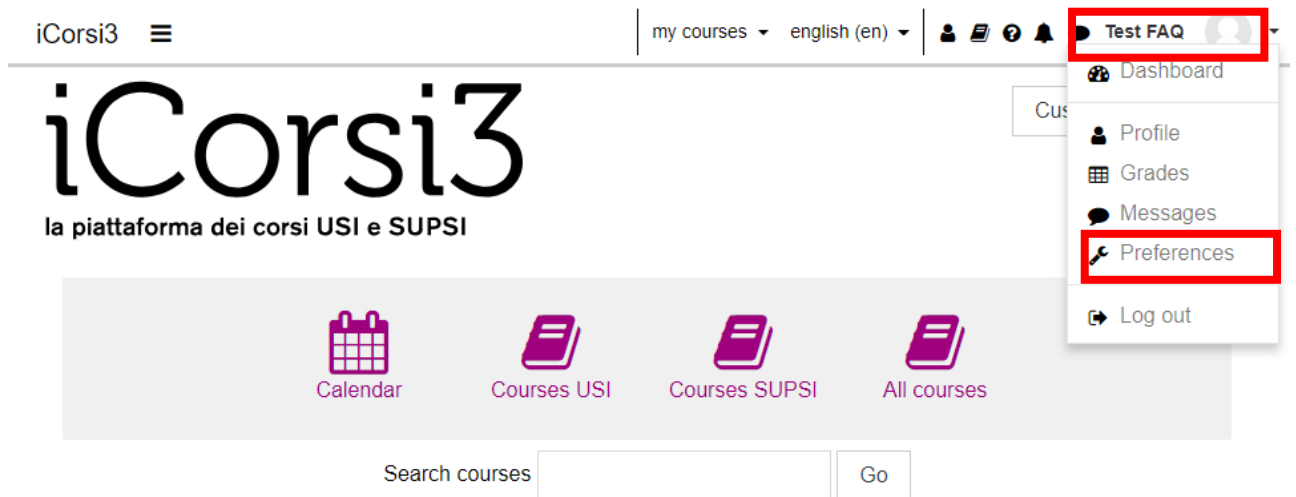 iCorsi3
my courses english (en) Test FAQ
Dashboard
iCorsi3
la piattaforma dei corsi USI e SUPSI
Cus
Profile
Grades
Messages
Preferences
Log out
Calendar Courses USI Courses SUPSI All courses
Search courses Go